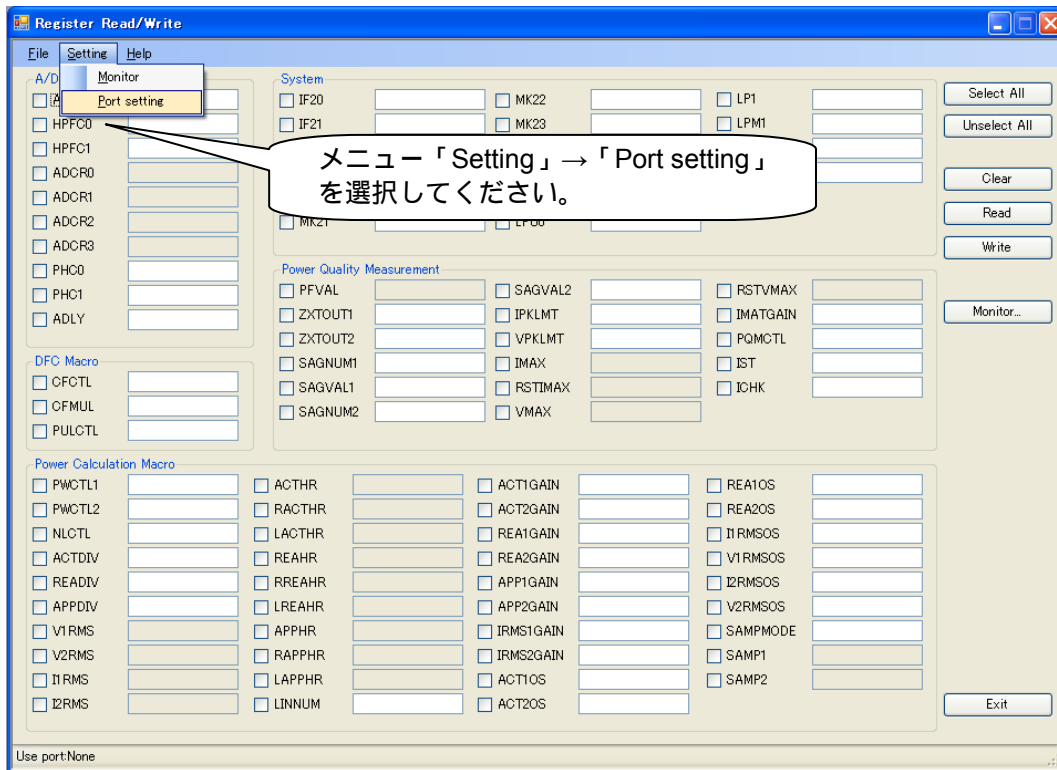 Register Read/Write
File Setting Help
Monitor
Port setting
メニュー「Setting」→「Port setting」
を選択してください。
A/D
HPFC0
HPFC1
ADCR0
ADCR1
ADCR2
ADCR3
PHC0
PHC1
ADLY
System
IF20 MK22 LP1
IF21 MK23 LPM1
MK21 LPU0
Select All
Unselect All
Clear
Read
Write
Monitor...
DFC Macro
CFCTL
CFMUL
PULCTL
Power Quality Measurement
PFVAL SAGVAL2 RSTVMAX
ZXTOUT1 IPKLMT IMATGAIN
ZXTOUT2 VPKLMT PQMCTL
SAGNUM1 IMAX IST
SAGVAL1 RSTIMAX ICHK
SAGNUM2 VMAX
Power Calculation Macro
PWCTL1 ACTHR ACT1GAIN REA1OS
PWCTL2 RACTHR ACT2GAIN REA2OS
NLCTL LACTHR REA1GAIN I1RMSOS
ACTDIV REAHR REA2GAIN V1RMSOS
READIV RREAHR APP1GAIN I2RMSOS
APPDIV LREAHR APP2GAIN V2RMSOS
V1RMS APPHR IRMS1GAIN SAMPMODE
V2RMS RAPPHR IRMS2GAIN SAMP1
I1RMS LAPPHR ACT1OS SAMP2
I2RMS LINNUM ACT2OS
Exit
Use port:None